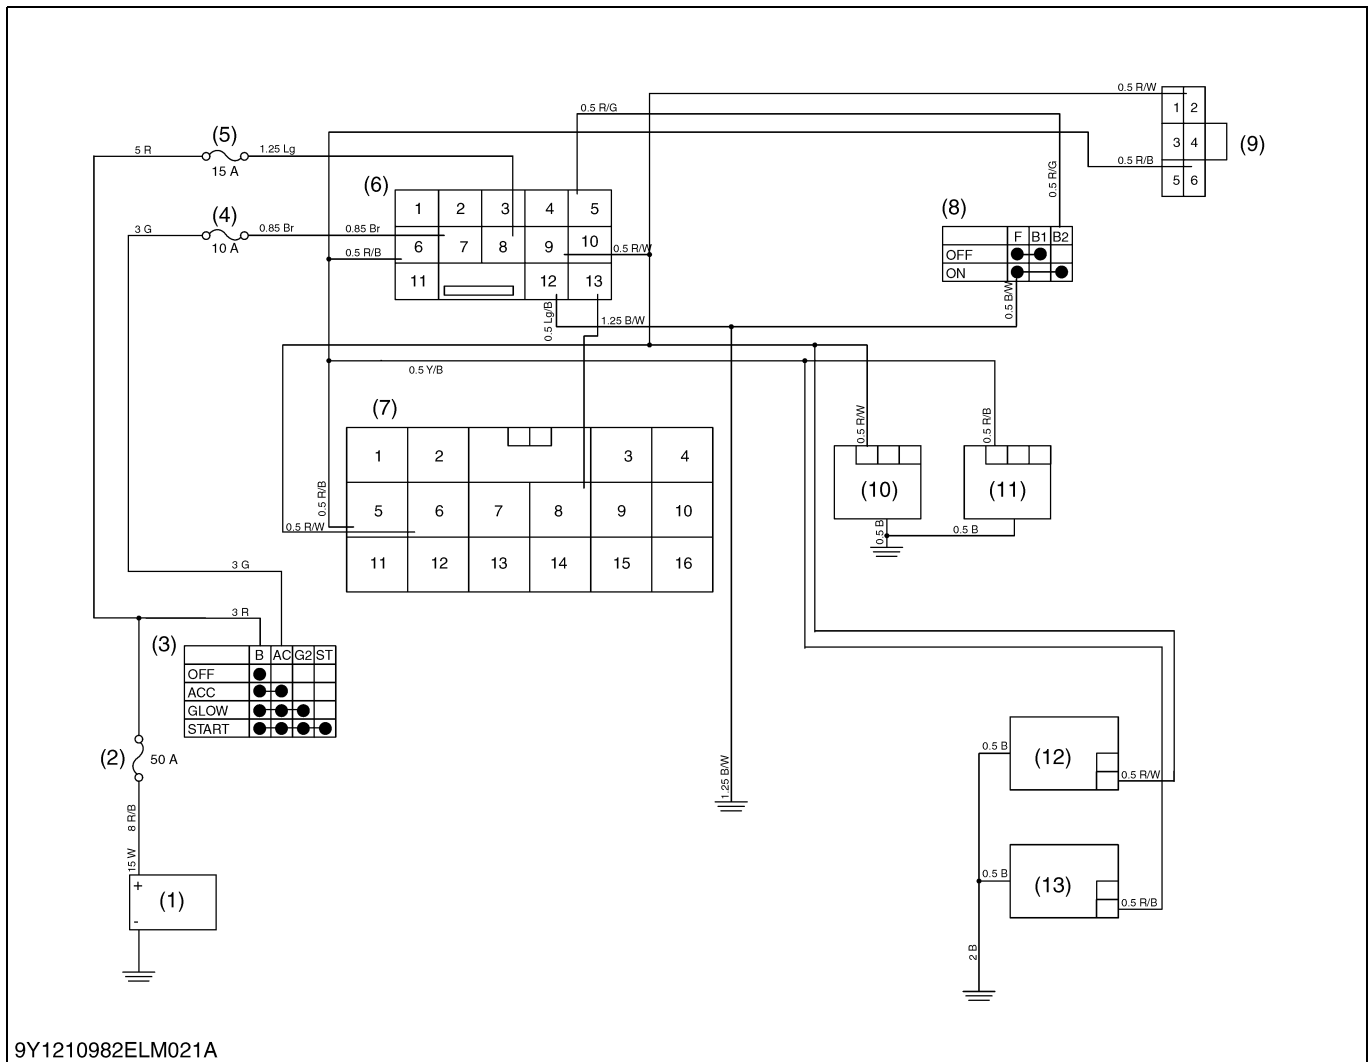 0.5 R/W
1 2
3 4
5 6
(9)
0.5 R/G
0.5 R/B
0.5 R/G
(5)
5 R
1.25 Lg
15 A
(4)
3 G
0.85 Br
0.85 Br
10 A
(6)
1 2 3 4 5
6 7 8 9 10
11 12 13
0.5 R/B
0.5 R/W
(8)
F B1 B2
OFF
ON
0.5 B/W
0.5 Lg/B
1.25 B/W
0.5 Y/B
(7)
1 2 3 4
5 6 7 8 9 10
11 12 13 14 15 16
0.5 R/B
0.5 R/W
0.5 R/W
0.5 R/B
(10)
(11)
0.5 B
0.5 B
3 G
3 R
(3)
B AC G2 ST
OFF
ACC
GLOW
START
(2)
50 A
8 R/B
15 W
+
(1)
-
1.25 B/W
0.5 B
(12)
0.5 R/W
0.5 B
(13)
0.5 R/B
2 B
9Y1210982ELM021A